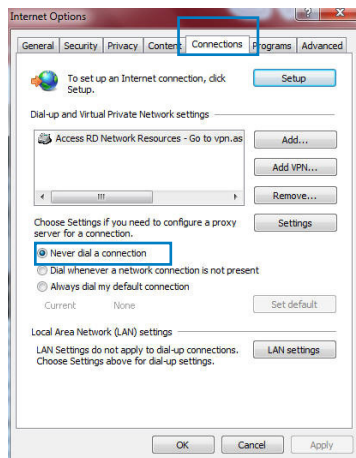 Internet Options
General Security Privacy Content Connections Programs Advanced
To set up an Internet connection, click
Setup.
Setup
Dial-up and Virtual Private Network settings
Access RD Network Resources - Go to vpn.as
Add...
Add VPN...
Remove...
Choose Settings if you need to configure a proxy
server for a connection.
Settings
Never dial a connection
Dial whenever a network connection is not present
Always dial my default connection
Current None
Set default
Local Area Network (LAN) settings
LAN Settings do not apply to dial-up connections.
Choose Settings above for dial-up settings.
LAN settings
OK Cancel Apply